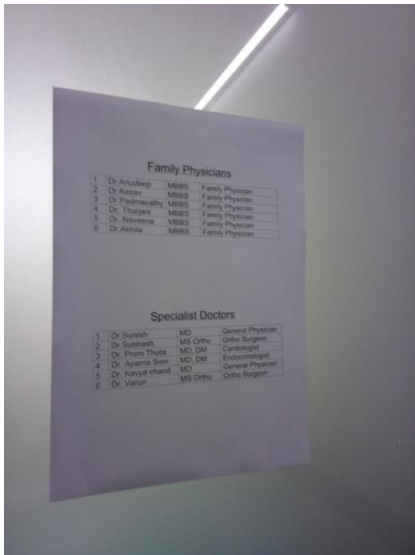 Family Physicians
1 Dr Anudeep MBBS Family Physician
2 Dr Kesav MBBS Family Physician
3 Dr Padmavathy MBBS Family Physician
4 Dr. Tharjani MBBS Family Physician
5 Dr. Naveena MBBS Family Physician
6 Dr Akhila MBBS Family Physician
Specialist Doctors
1 Dr Suresh MD General Physician
2 Dr Subhash MS Ortho Ortho Surgeon
3 Dr. Prem Thota MD, DM Cardiologist
4 Dr. Aparna Soni MD, DM Endocrinologist
5 Dr. Kavya chand MD General Physician
6 Dr. Varun MS Ortho Ortho Surgeon